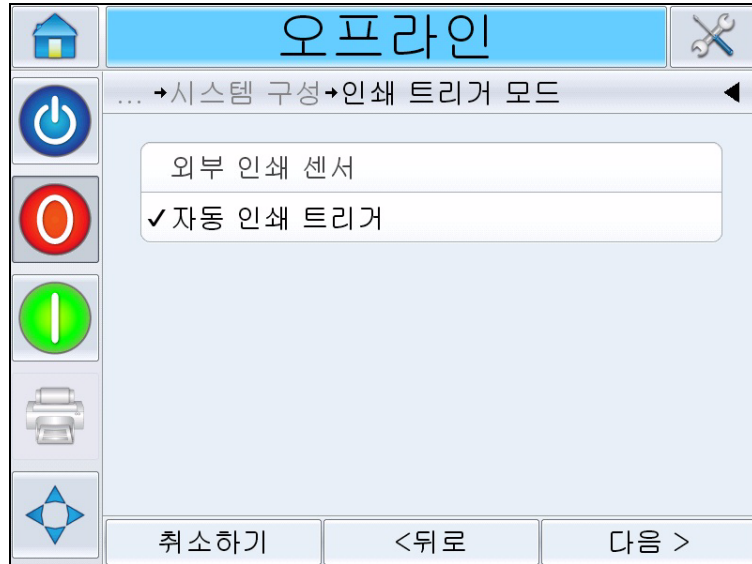 오프라인
... →시스템 구성→인쇄 트리거 모드
외부 인쇄 센서
✓자동 인쇄 트리거
취소하기
<뒤로
다음 >